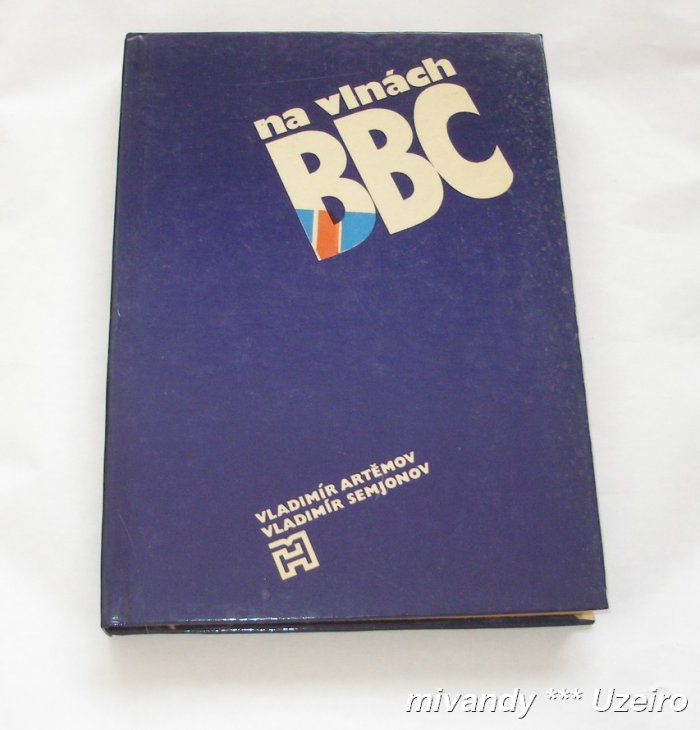 na vlnách
BBC
VLADIMÍR ARTĚMOV
VLADIMÍR SEMJONOV
mivandy *** Uzeiro